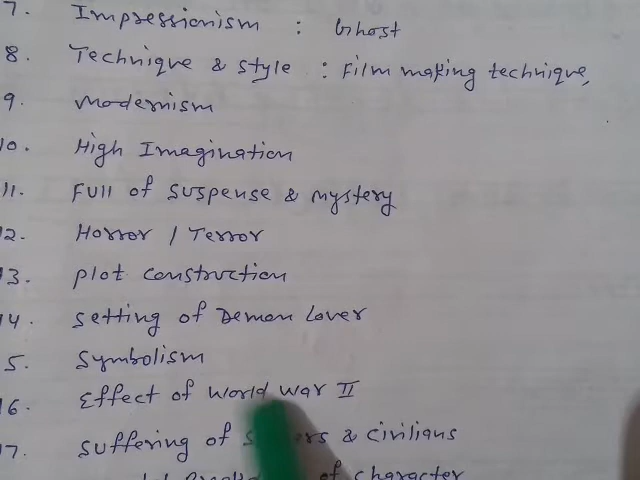 7. Impressionism : Ghost
8. Technique & style : Film making technique,
9. Modernism
10. High Imagination
11. Full of suspense & mystery
12. Horror / Terror
13. Plot construction
14. Setting of Demon Lover
15. Symbolism
16. Effect of World War II
17. Suffering of & civilians
of character